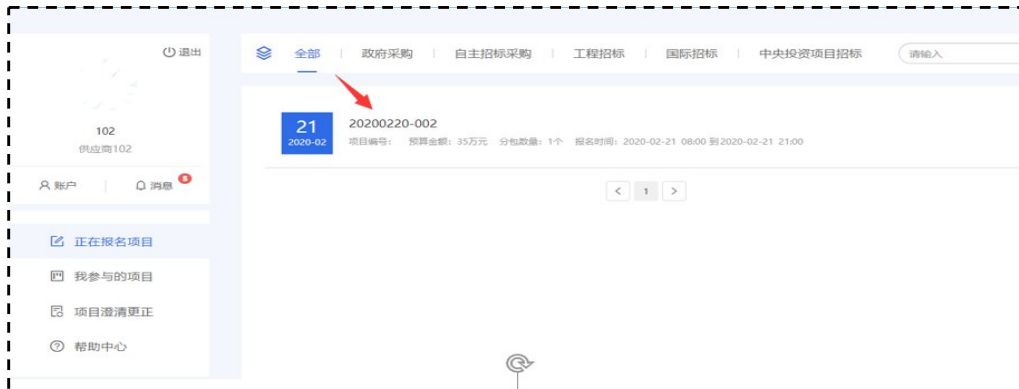 退出
102
供应商102
账户
消息 5
正在报名项目
我参与的项目
项目澄清更正
帮助中心
全部 政府采购 自主招标采购 工程招标 国际招标 中央投资项目招标 请输入
21
2020-02
20200220-002
项目编号: 预算金额: 35万元 分包数量: 1个 报名时间: 2020-02-21 08:00 到2020-02-21 21:00
< 1 >